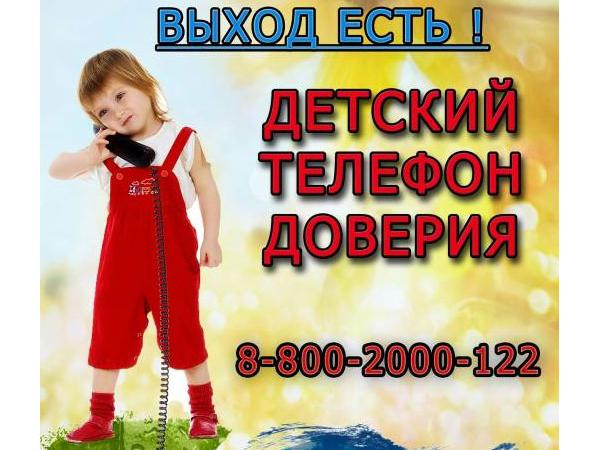 ВЫХОД ЕСТЬ !
ДЕТСКИЙ
ТЕЛЕФОН
ДОВЕРИЯ
8-800-2000-122